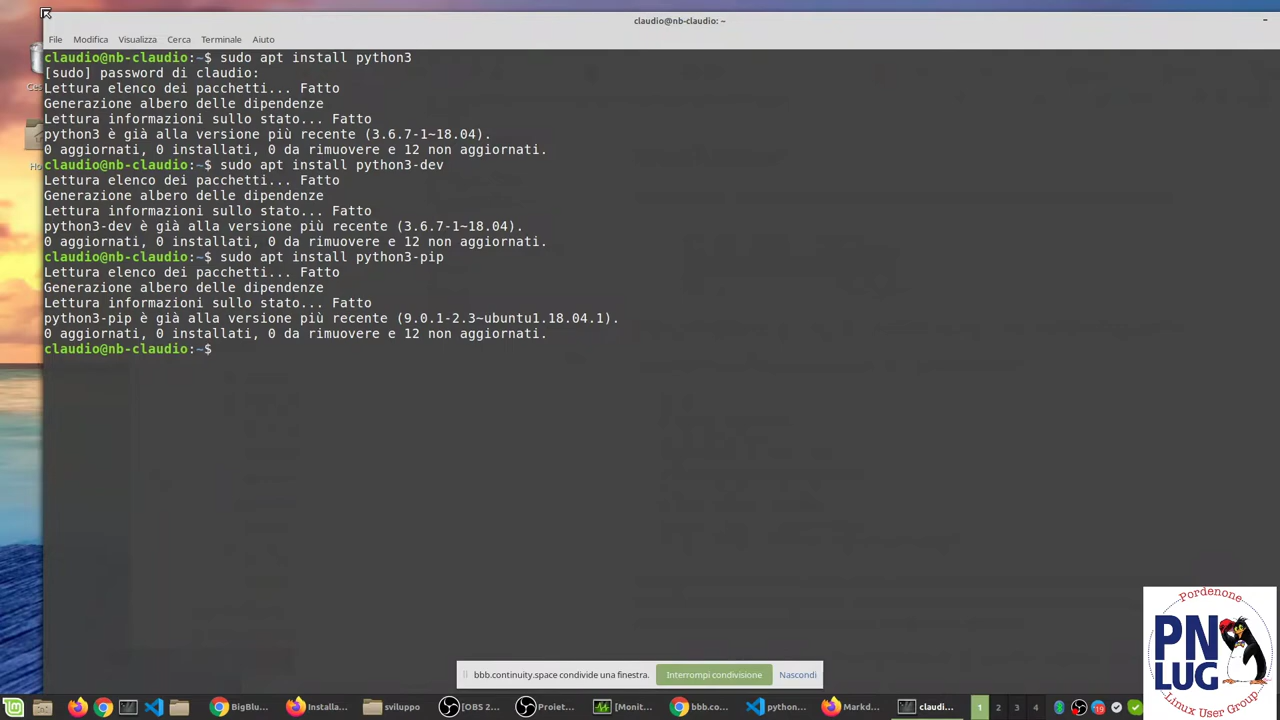 claudio@nb-claudio: ~
File Modifica Visualizza Cerca Terminale Aiuto
claudio@nb-claudio:~$ sudo apt install python3
[sudo] password di claudio:
Lettura elenco dei pacchetti... Fatto
Generazione albero delle dipendenze
Lettura informazioni sullo stato... Fatto
python3 è già alla versione più recente (3.6.7-1~18.04).
0 aggiornati, 0 installati, 0 da rimuovere e 12 non aggiornati.
claudio@nb-claudio:~$ sudo apt install python3-dev
Lettura elenco dei pacchetti... Fatto
Generazione albero delle dipendenze
Lettura informazioni sullo stato... Fatto
python3-dev è già alla versione più recente (3.6.7-1~18.04).
0 aggiornati, 0 installati, 0 da rimuovere e 12 non aggiornati.
claudio@nb-claudio:~$ sudo apt install python3-pip
Lettura elenco dei pacchetti... Fatto
Generazione albero delle dipendenze
Lettura informazioni sullo stato... Fatto
python3-pip è già alla versione più recente (9.0.1-2.3~ubuntu1.18.04.1).
0 aggiornati, 0 installati, 0 da rimuovere e 12 non aggiornati.
claudio@nb-claudio:~$
Pordenone
PN
LUG
Linux User Group
bbb.continuity.space condivide una finestra. Interrompi condivisione Nascondi
BigBlu... Installa... sviluppo [OBS 2... Proiet... [Monit... bbb.co... python... Markd... claudi... 1 2 3 4 19